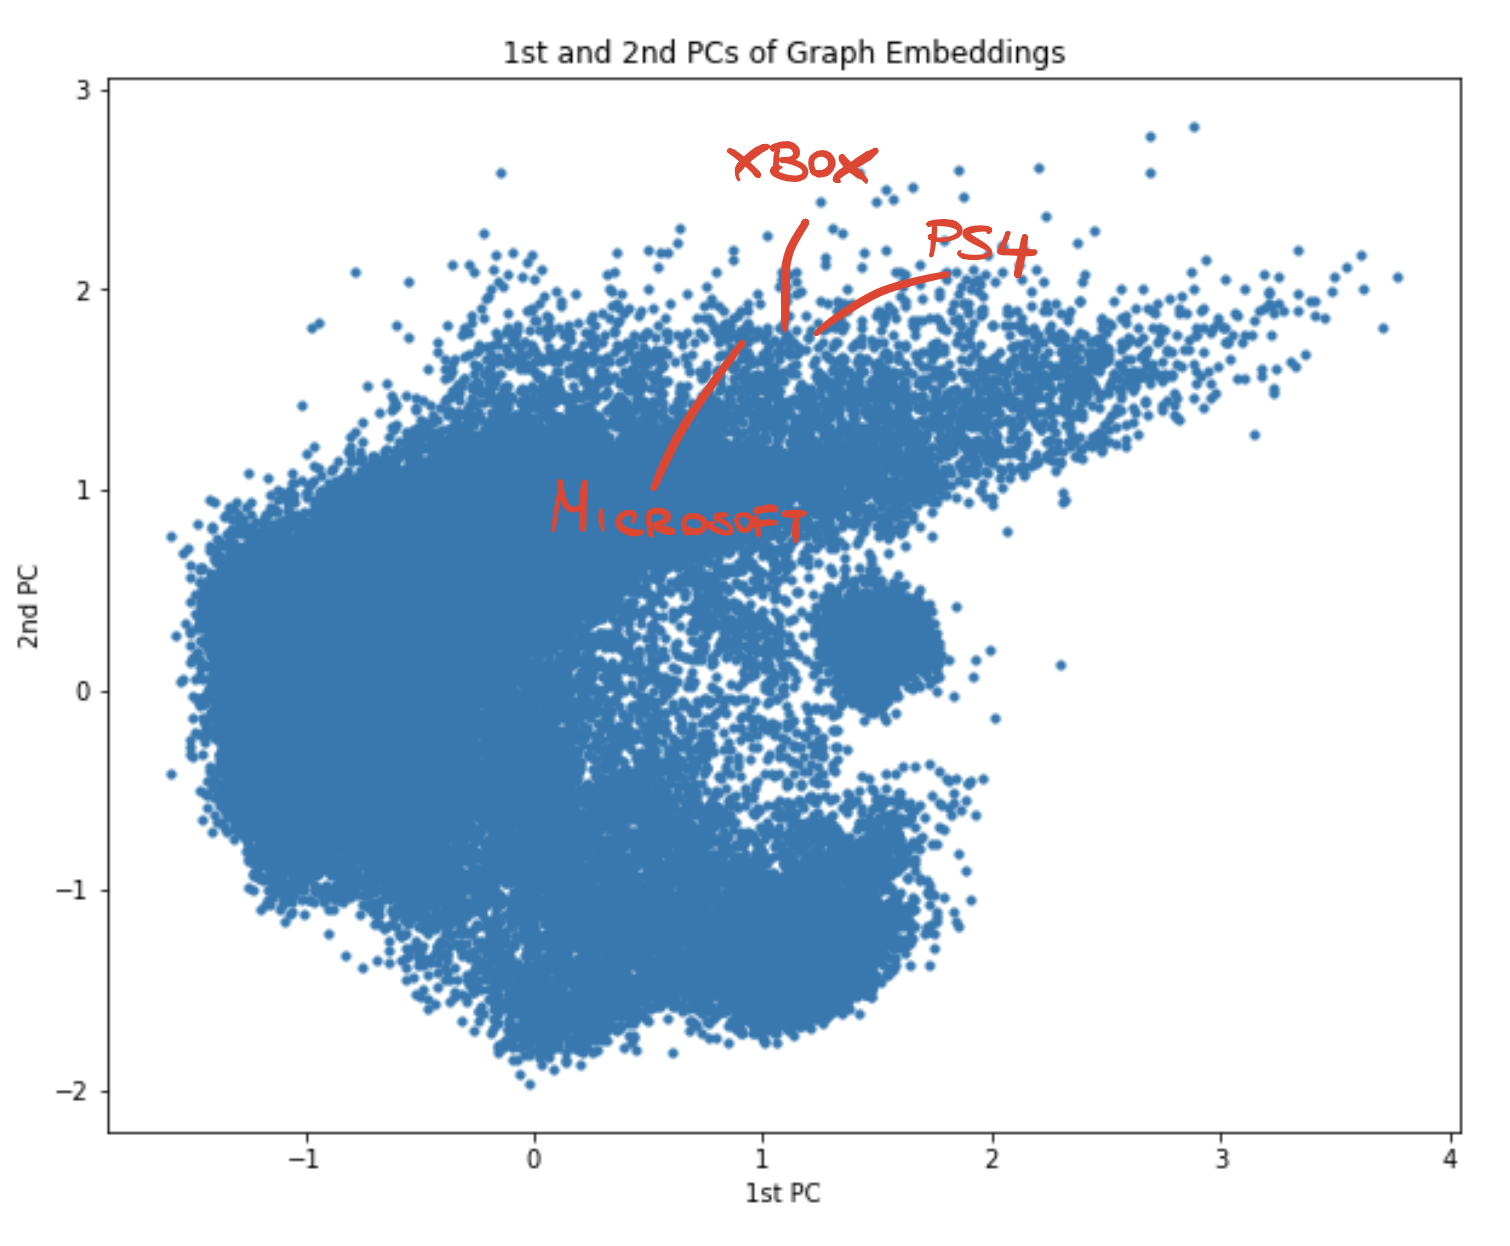 1st and 2nd PCs of Graph Embeddings
3
XBOX
PS4
2
1
MICROSOFT
2nd PC
0
−1
−2
−1 0 1 2 3 4
1st PC